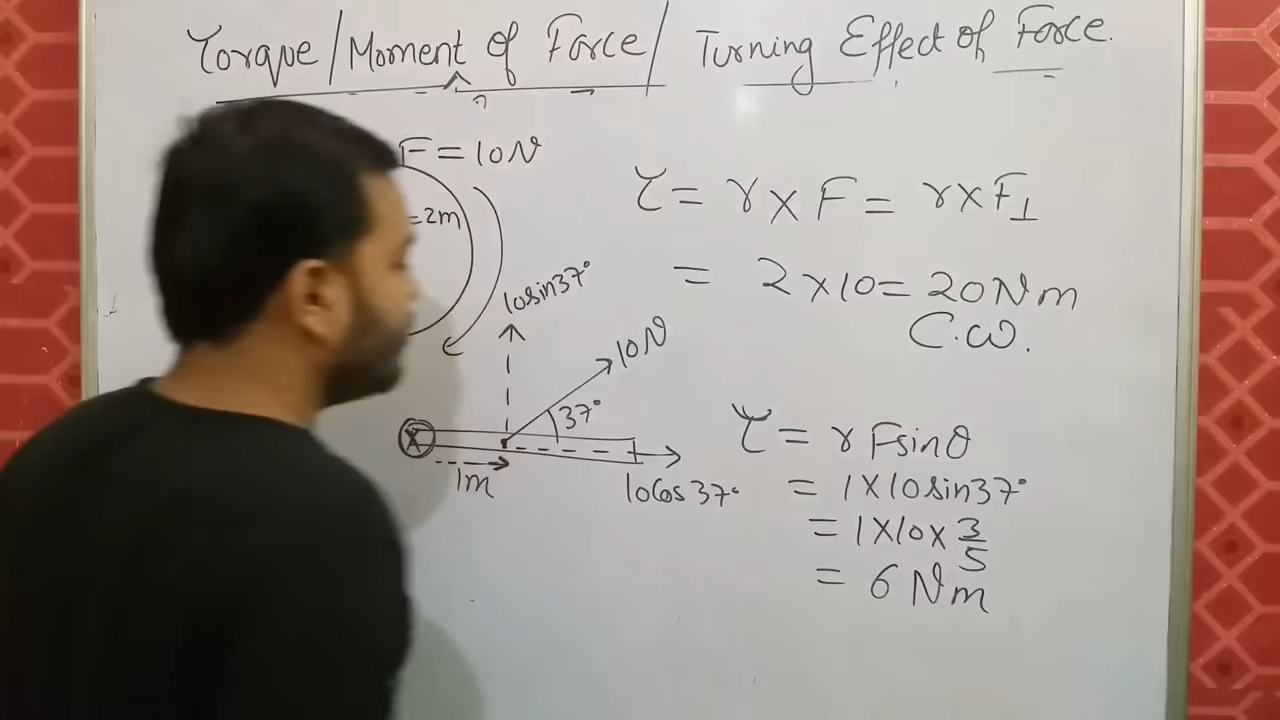 Torque/Moment of Force/ Turning Effect of Force.
F = 10N
=2m
τ = r × F = r × F⊥
= 2 × 10 = 20 Nm
C.W.
10sin37°
10N
37°
1m
10Cos37°
τ = r F sinθ
= 1 × 10 sin37°
= 1 × 10 × 3/5
= 6 Nm